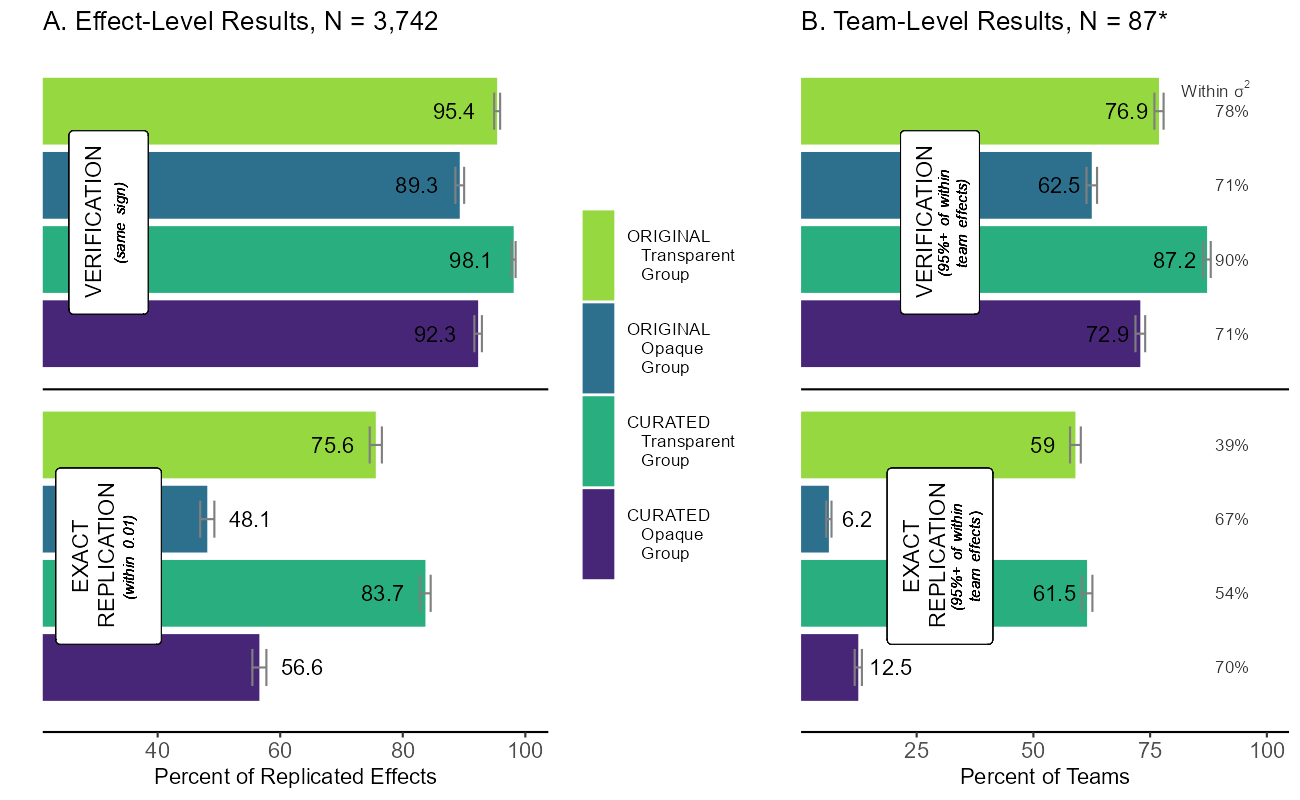 A. Effect-Level Results, N = 3,742
95.4
89.3
98.1
92.3
VERIFICATION
(same sign)
75.6
48.1
83.7
56.6
EXACT
REPLICATION
(within 0.01)
40 60 80 100
Percent of Replicated Effects
ORIGINAL
Transparent
Group
ORIGINAL
Opaque
Group
CURATED
Transparent
Group
CURATED
Opaque
Group
B. Team-Level Results, N = 87*
Within σ²
76.9 78%
62.5 71%
87.2 90%
72.9 71%
VERIFICATION
(95%+ of within
team effects)
59 39%
6.2 67%
61.5 54%
12.5 70%
EXACT
REPLICATION
(95%+ of within
team effects)
25 50 75 100
Percent of Teams